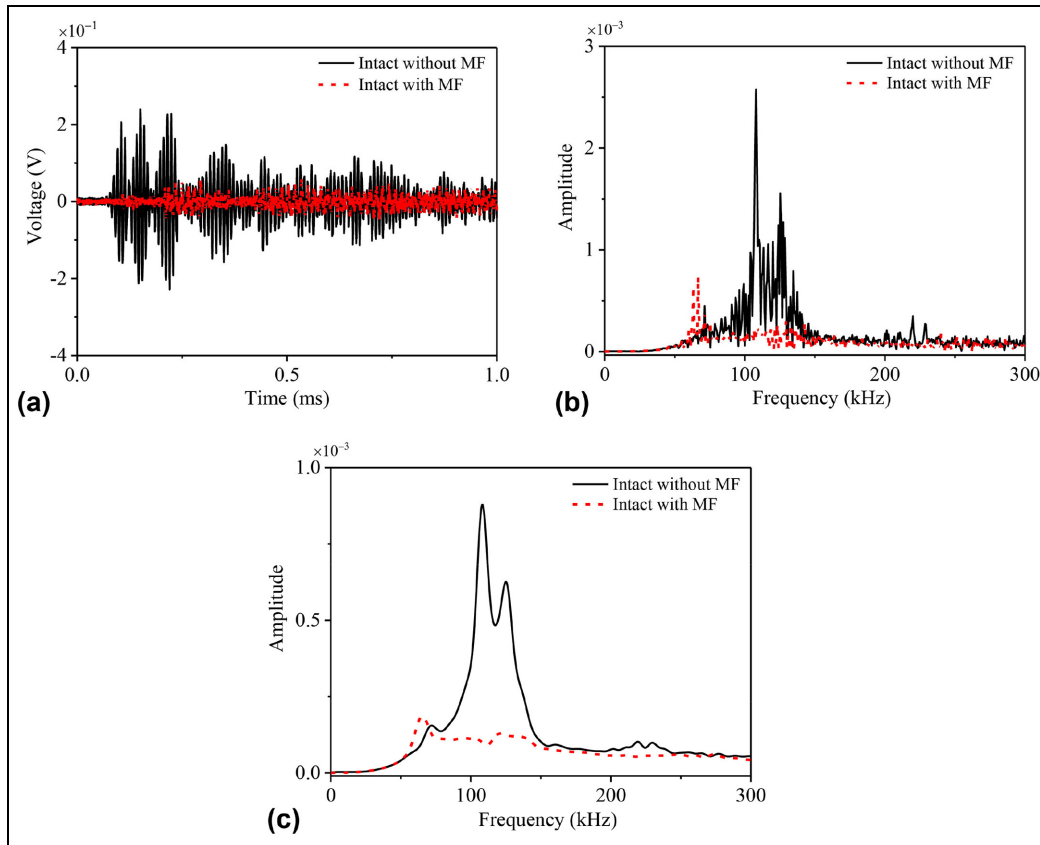 ×10⁻¹
4
2
0
-2
-4
Voltage (V)
Intact without MF
Intact with MF
0.0
0.5
1.0
Time (ms)
(a)
×10⁻³
3
2
1
0
Amplitude
Intact without MF
Intact with MF
0
100
200
300
Frequency (kHz)
(b)
×10⁻³
1.0
0.5
0.0
Amplitude
Intact without MF
Intact with MF
0
100
200
300
Frequency (kHz)
(c)